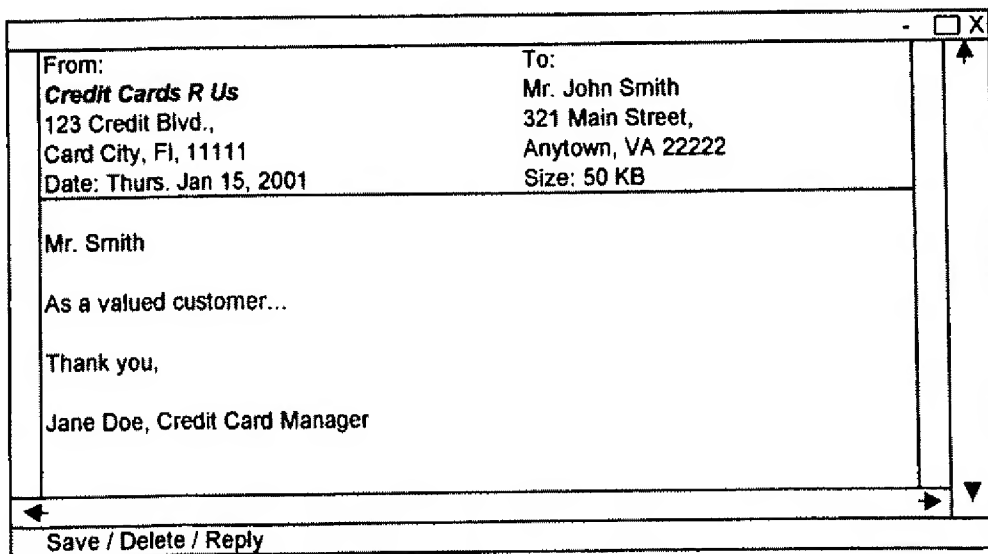 - □ X
From:
Credit Cards R Us
123 Credit Blvd.,
Card City, Fl, 11111
Date: Thurs. Jan 15, 2001
To:
Mr. John Smith
321 Main Street,
Anytown, VA 22222
Size: 50 KB
Mr. Smith
As a valued customer...
Thank you,
Jane Doe, Credit Card Manager
Save / Delete / Reply